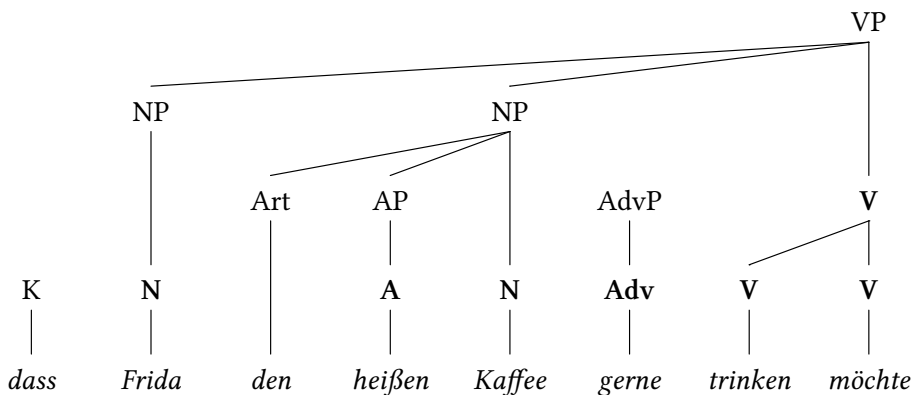 VP
NP NP
Art AP AdvP V
K N A N Adv V V
dass Frida den heißen Kaffee gerne trinken möchte